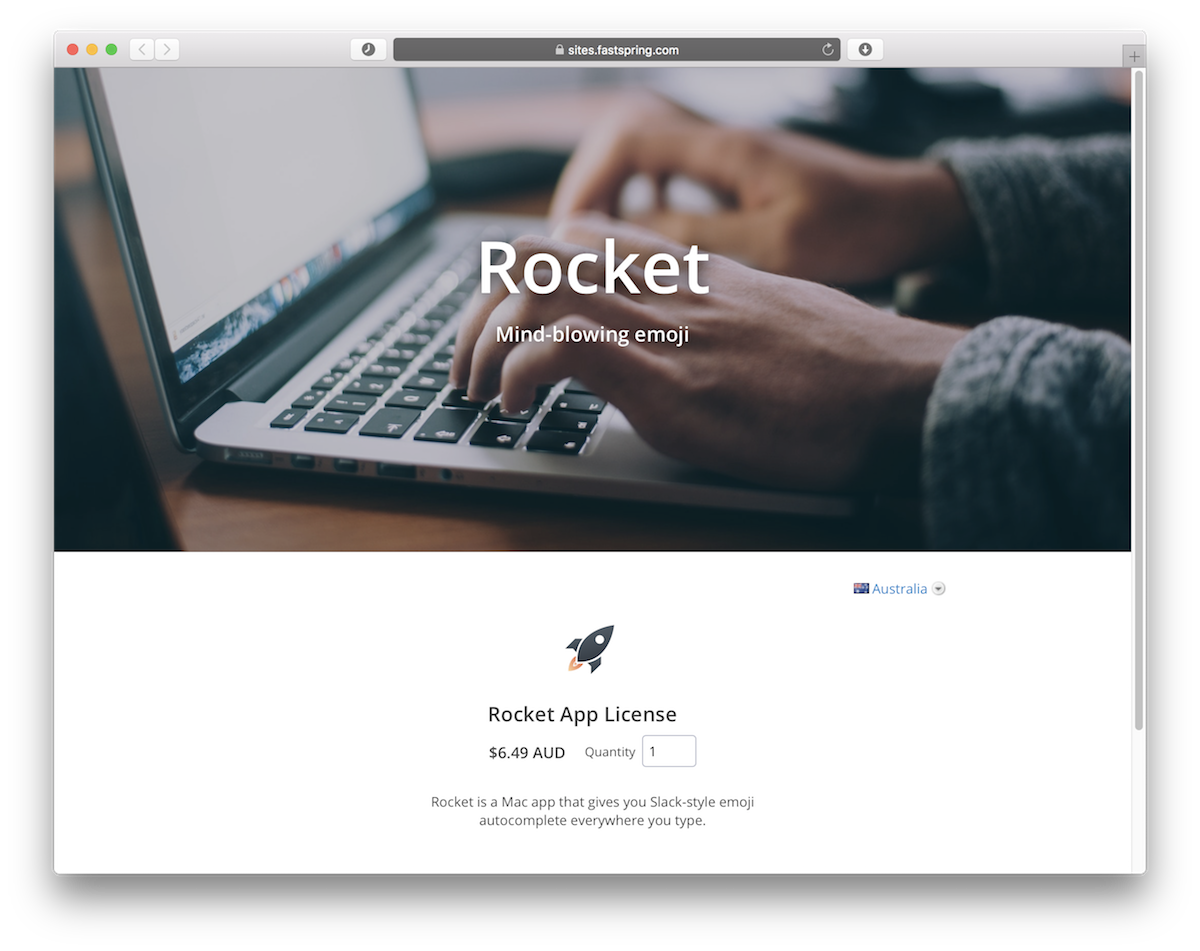 sites.fastspring.com
Rocket
Mind-blowing emoji
Australia
Rocket App License
$6.49 AUD Quantity 1
Rocket is a Mac app that gives you Slack-style emoji
autocomplete everywhere you type.